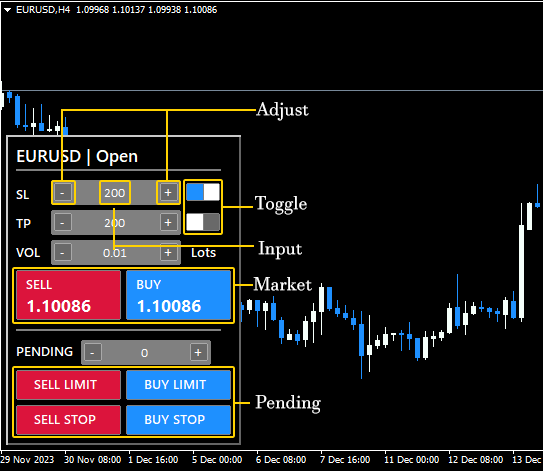 EURUSD,H4 1.09968 1.10137 1.09938 1.10086
Adjust
EURUSD | Open
SL - 200 +
Toggle
TP - 200 +
Input
VOL - 0.01 + Lots
Market
SELL BUY
1.10086 1.10086
PENDING - 0 +
SELL LIMIT BUY LIMIT
Pending
SELL STOP BUY STOP
29 Nov 2023 30 Nov 08:00 1 Dec 16:00 5 Dec 00:00 6 Dec 08:00 7 Dec 16:00 11 Dec 00:00 12 Dec 08:00 13 Dec